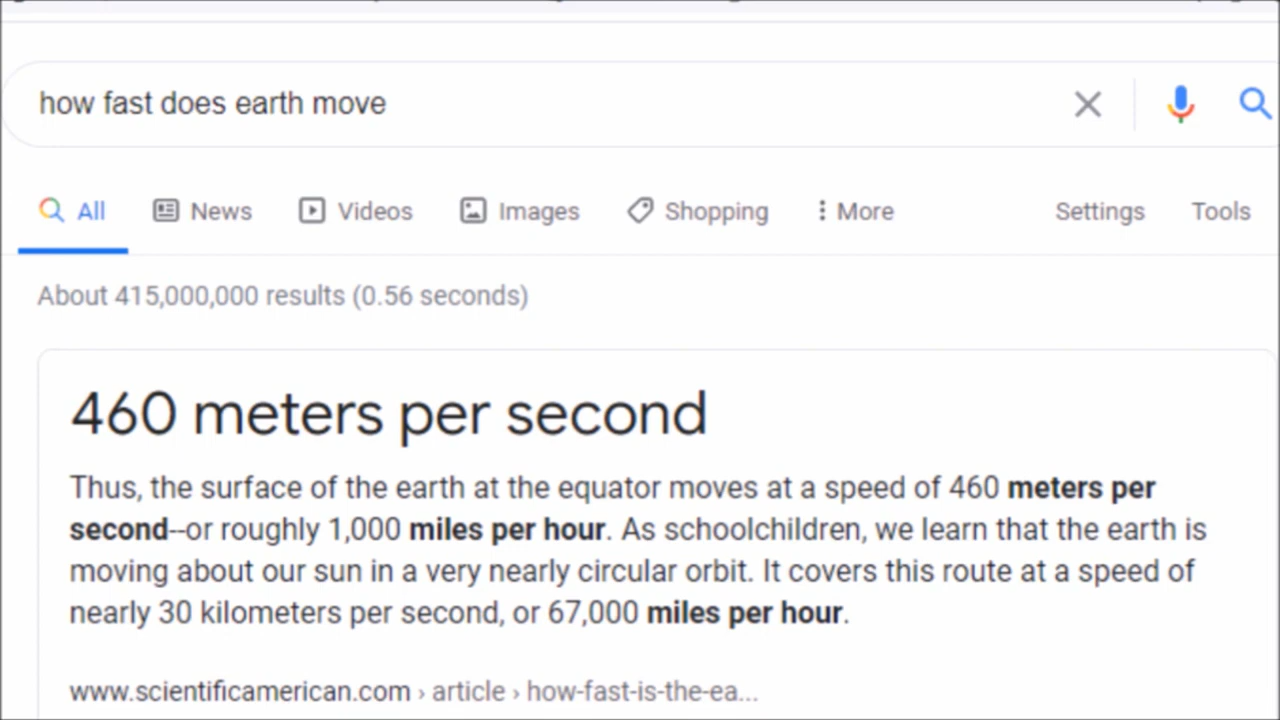 how fast does earth move
All News Videos Images Shopping More Settings Tools
About 415,000,000 results (0.56 seconds)
460 meters per second
Thus, the surface of the earth at the equator moves at a speed of 460 meters per
second--or roughly 1,000 miles per hour. As schoolchildren, we learn that the earth is
moving about our sun in a very nearly circular orbit. It covers this route at a speed of
nearly 30 kilometers per second, or 67,000 miles per hour.
www.scientificamerican.com › article › how-fast-is-the-ea...